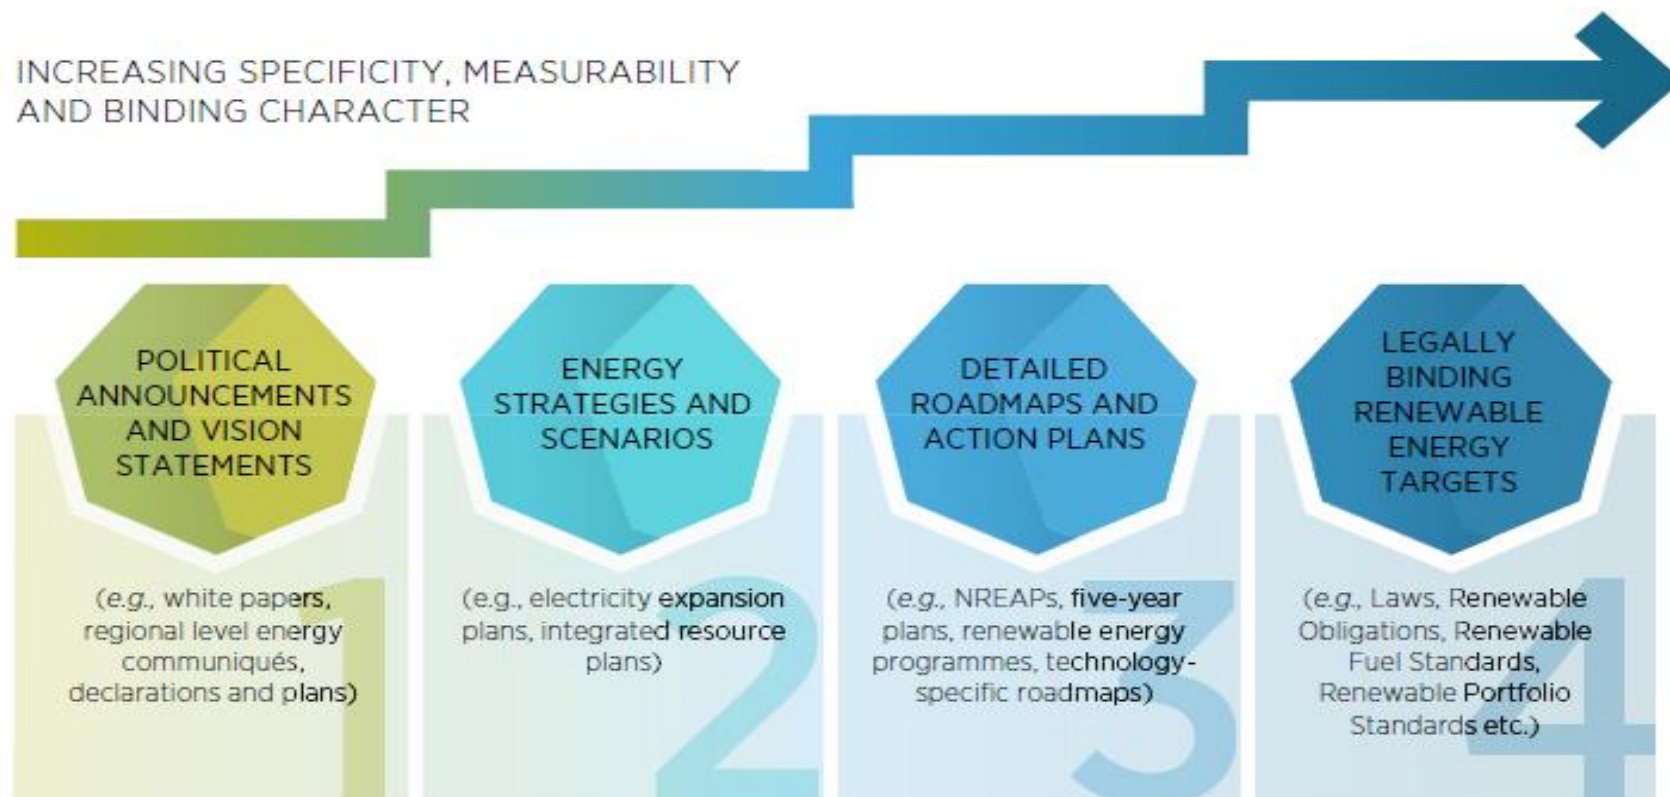 INCREASING SPECIFICITY, MEASURABILITY
AND BINDING CHARACTER
POLITICAL
ANNOUNCEMENTS
AND VISION
STATEMENTS
(e.g., white papers,
regional level energy
communiqués,
declarations and plans)
1
ENERGY
STRATEGIES AND
SCENARIOS
(e.g., electricity expansion
plans, integrated resource
plans)
2
DETAILED
ROADMAPS AND
ACTION PLANS
(e.g., NREAPs, five-year
plans, renewable energy
programmes, technology-
specific roadmaps)
3
LEGALLY
BINDING
RENEWABLE
ENERGY
TARGETS
(e.g., Laws, Renewable
Obligations, Renewable
Fuel Standards,
Renewable Portfolio
Standards etc.)
4